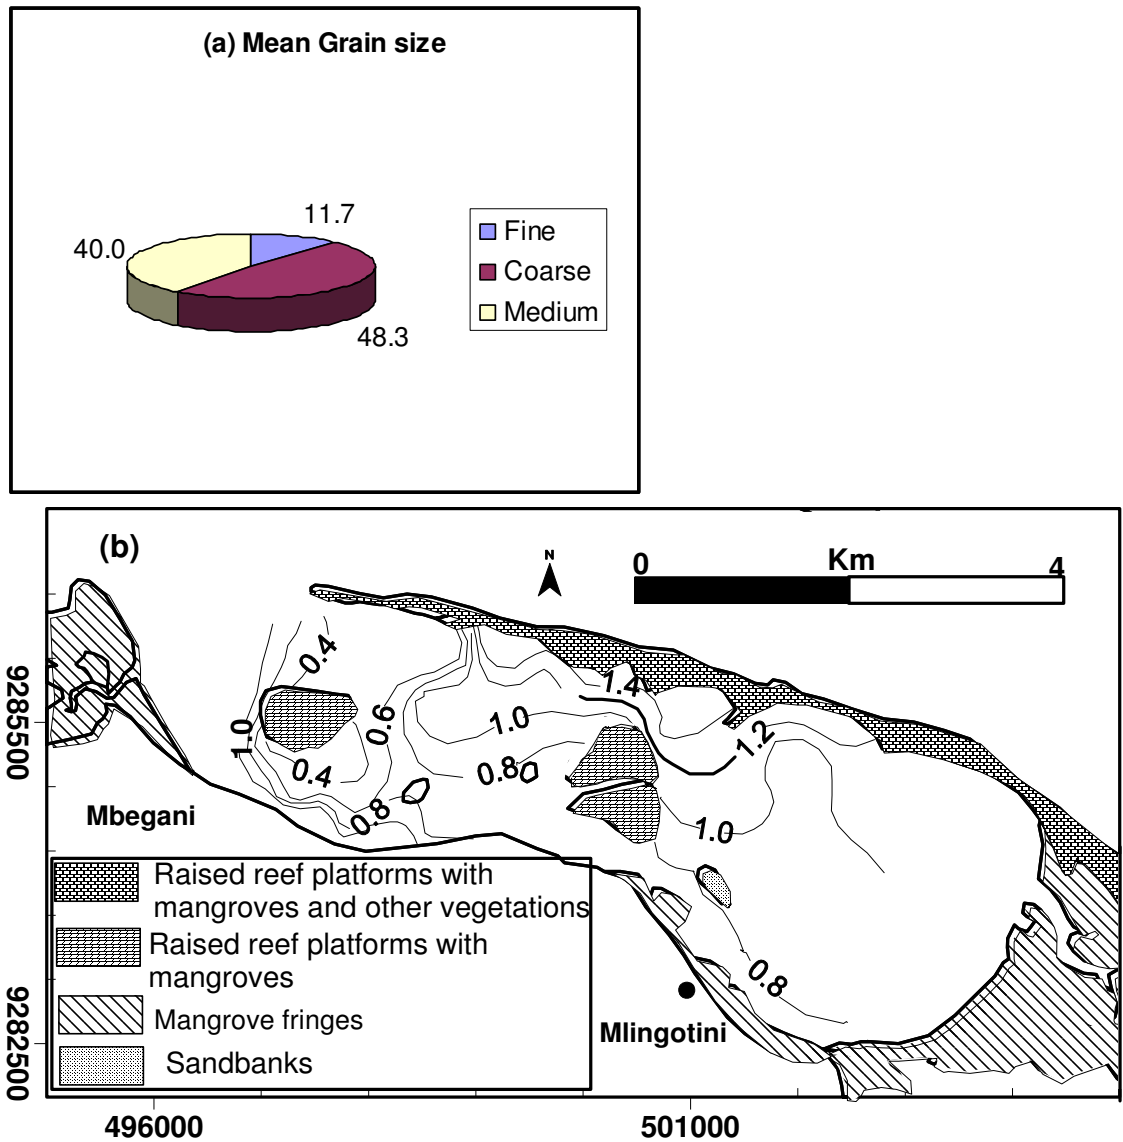 (a) Mean Grain size
11.7
40.0
48.3
Fine
Coarse
Medium
(b)
N
0
Km
4
0.4
1.4
1.0
0.6
1.0
1.2
0.4
0.8
0.8
1.0
Mbegani
0.8
Mlingotini
Raised reef platforms with
mangroves and other vegetations
Raised reef platforms with
mangroves
Mangrove fringes
Sandbanks
9285500
9282500
496000
501000